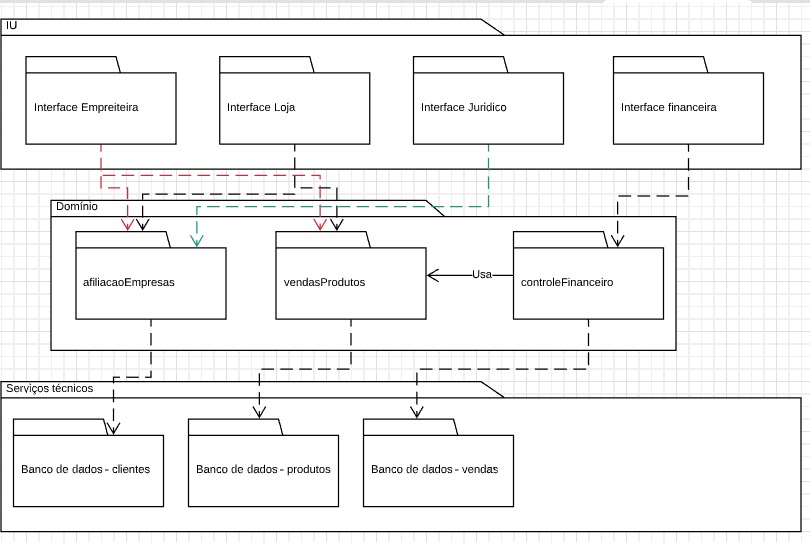 IU
Interface Empreiteira
Interface Loja
Interface Jurídico
Interface financeira
Domínio
afiliacaoEmpresas
vendasProdutos
Usa
controleFinanceiro
Serviços técnicos
Banco de dados - clientes
Banco de dados - produtos
Banco de dados - vendas